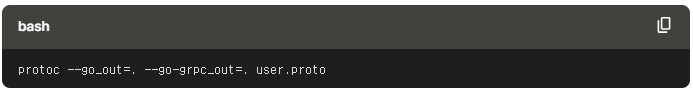 bash
protoc --go_out=. --go-grpc_out=. user.proto